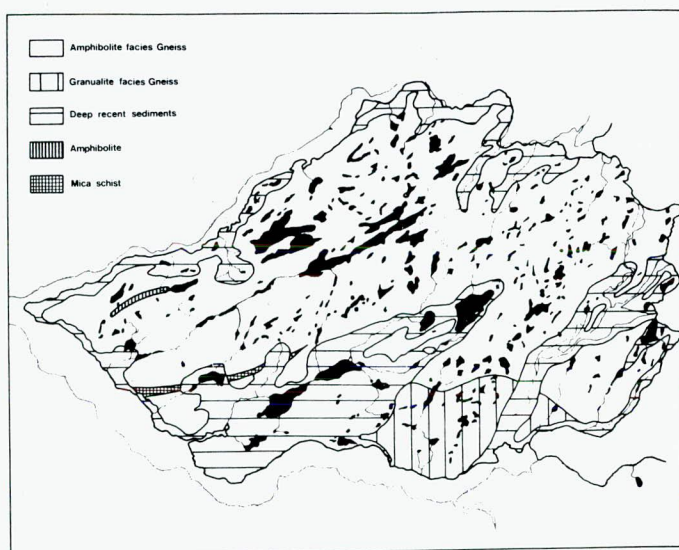 Amphibolite facies Gneiss
Granualite facies Gneiss
Deep recent sediments
Amphibolite
Mica schist